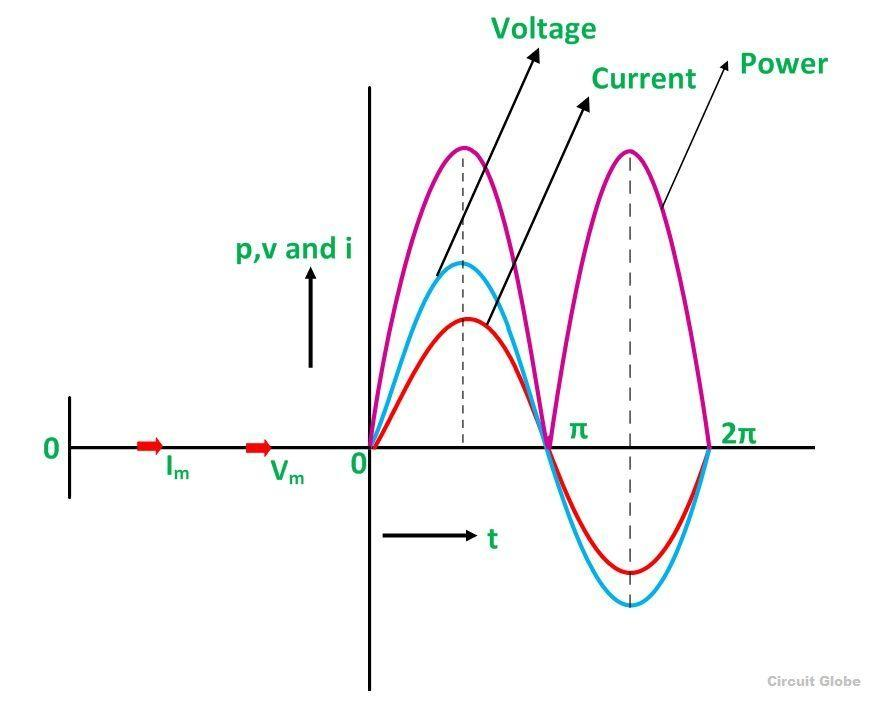 Voltage
Power
Current
p,v and i
π
2π
0
Im
Vm
0
t
Circuit Globe